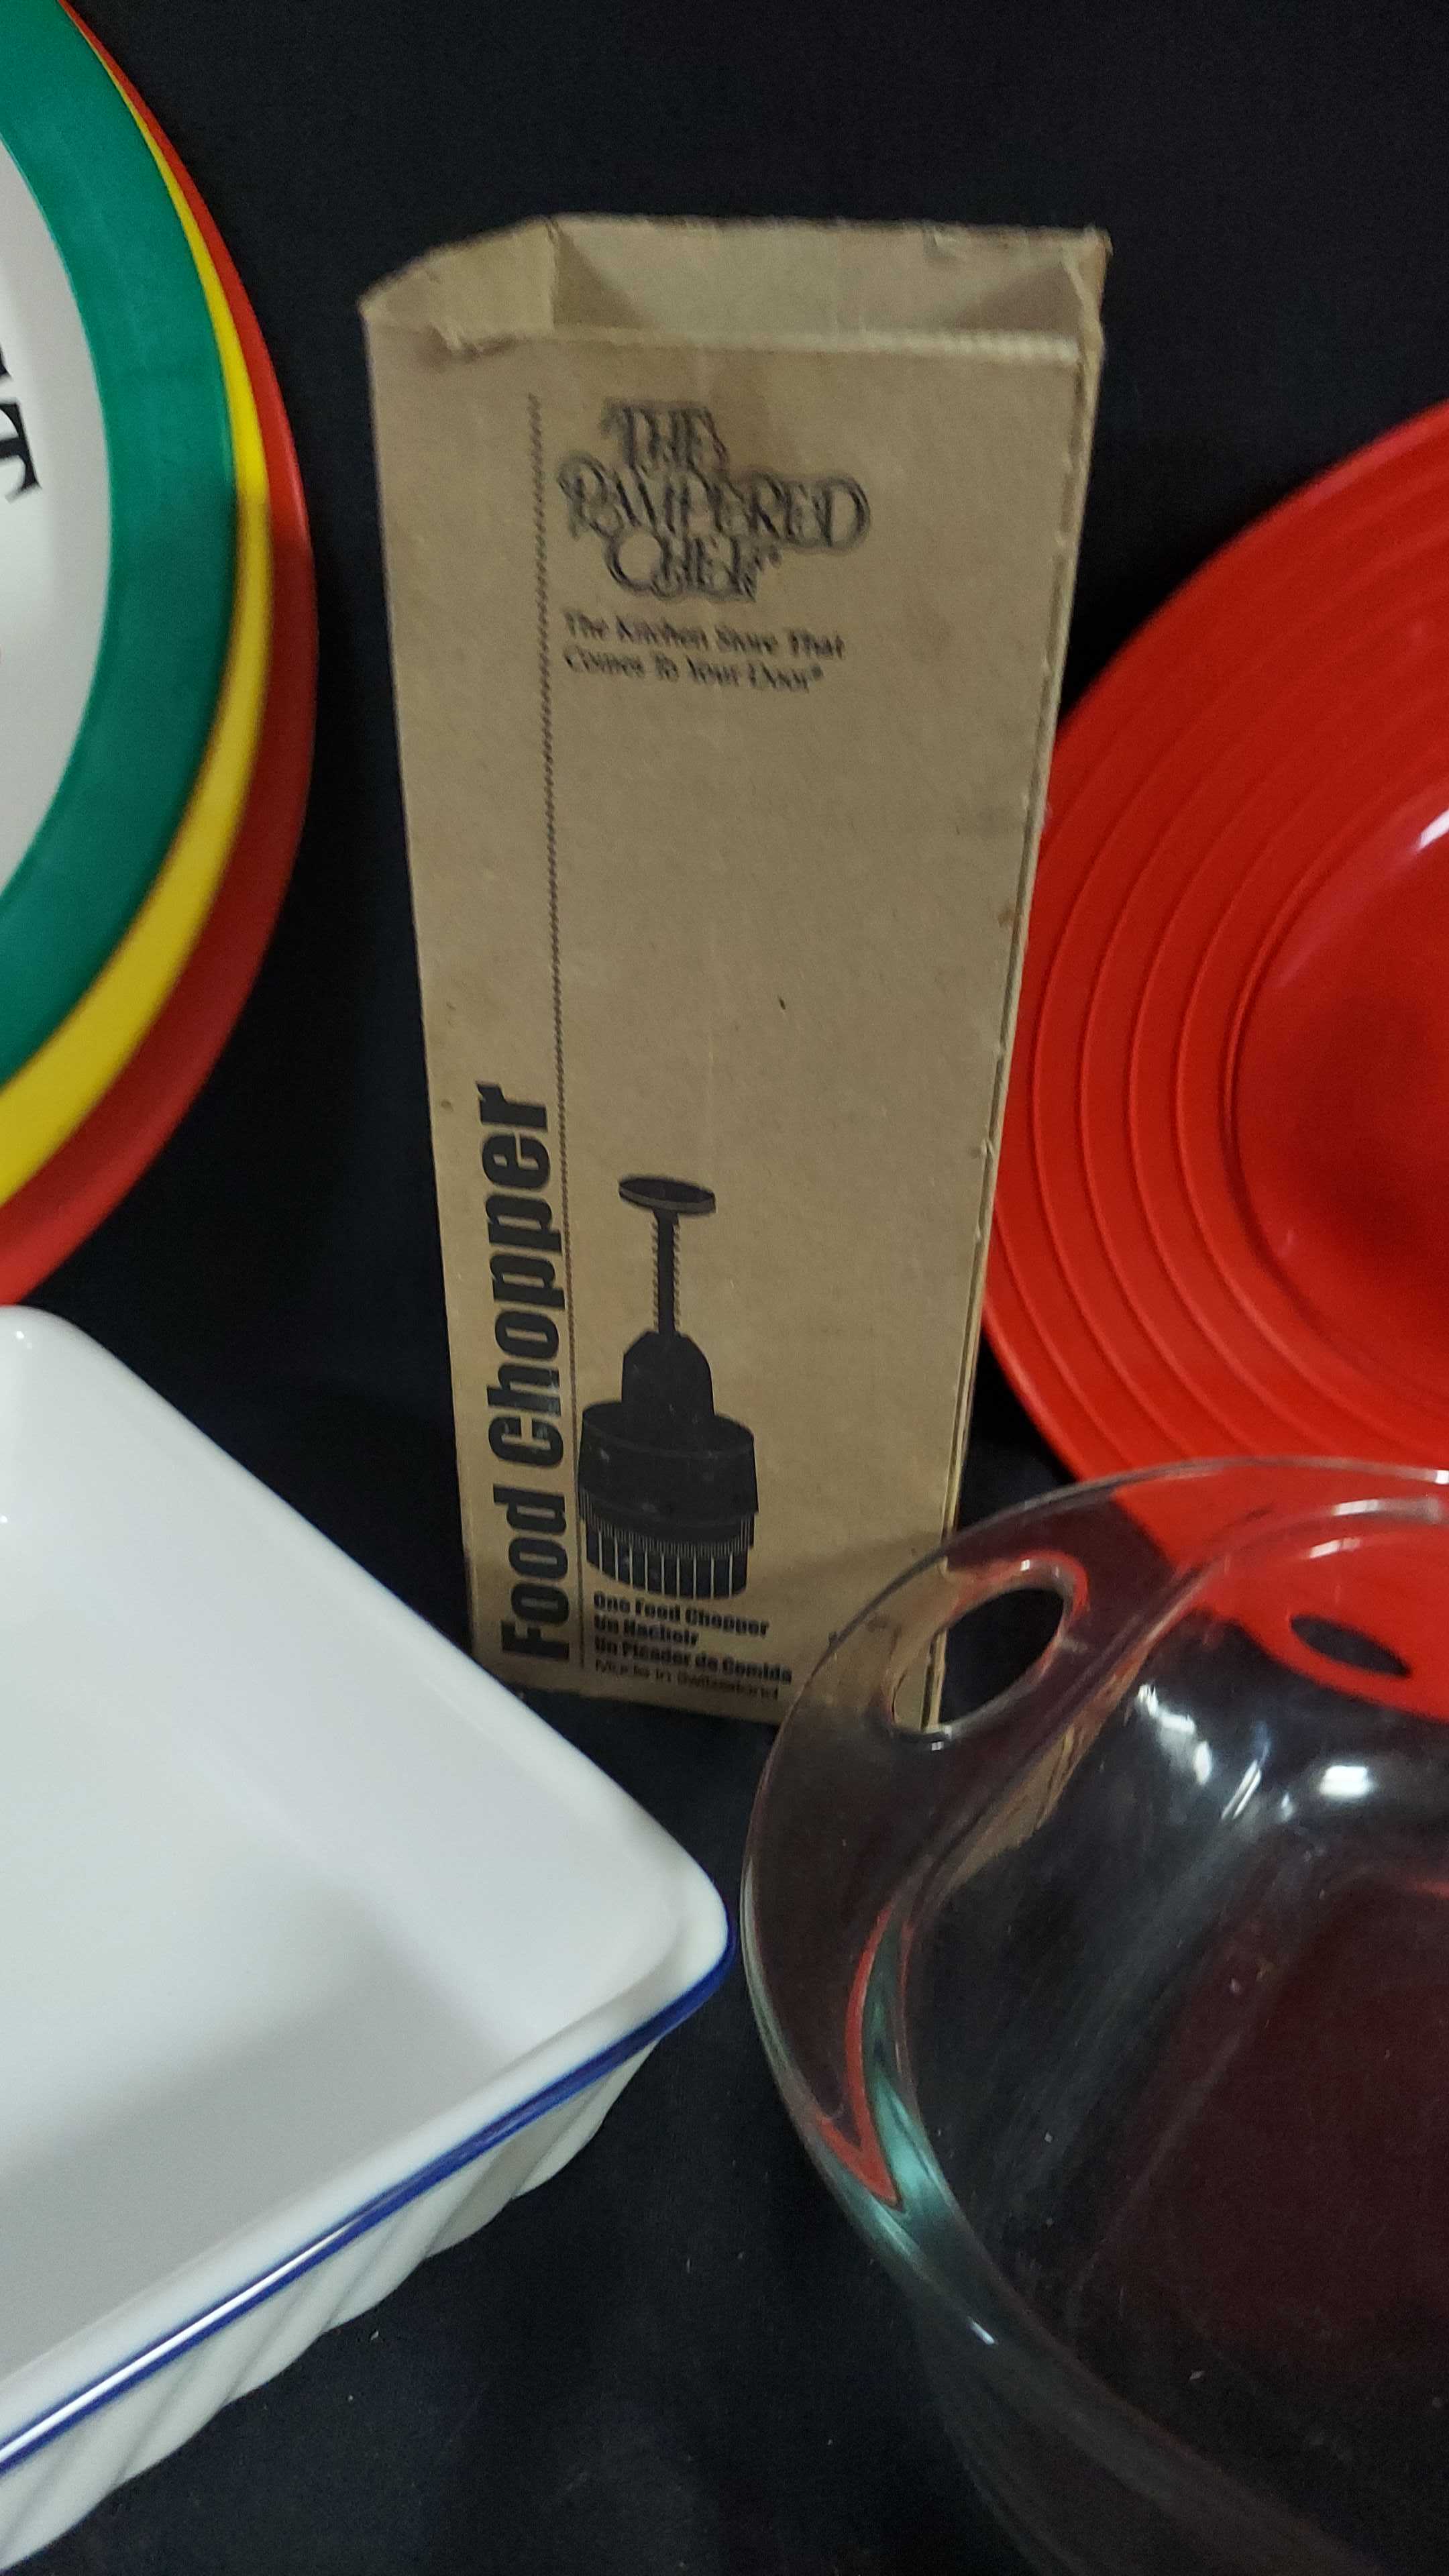 THE
PAMPERED
CHEF®
The Kitchen Store That
Comes To Your Door®
Food Chopper
One Food Chopper
Un Hachoir
Un Picador de Comida
Made in Switzerland